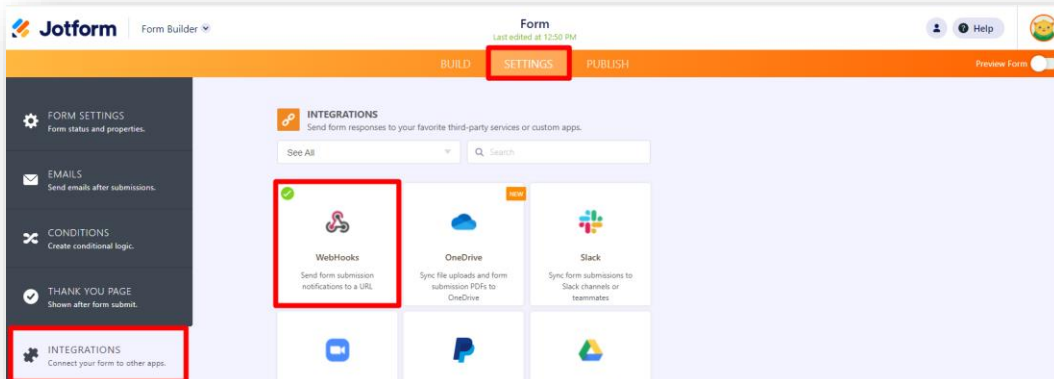 Jotform
Form Builder
Form
Last edited at 12:50 PM
Help
BUILD
SETTINGS
PUBLISH
Preview Form
FORM SETTINGS
Form status and properties.
EMAILS
Send emails after submissions.
CONDITIONS
Create conditional logic.
THANK YOU PAGE
Shown after form submit.
INTEGRATIONS
Connect your form to other apps.
INTEGRATIONS
Send form responses to your favorite third-party services or custom apps.
See All
Search
WebHooks
Send form submission
notifications to a URL
NEW
OneDrive
Sync file uploads and form
submission PDFs to
OneDrive
Slack
Sync form submissions to
Slack channels or
teammates